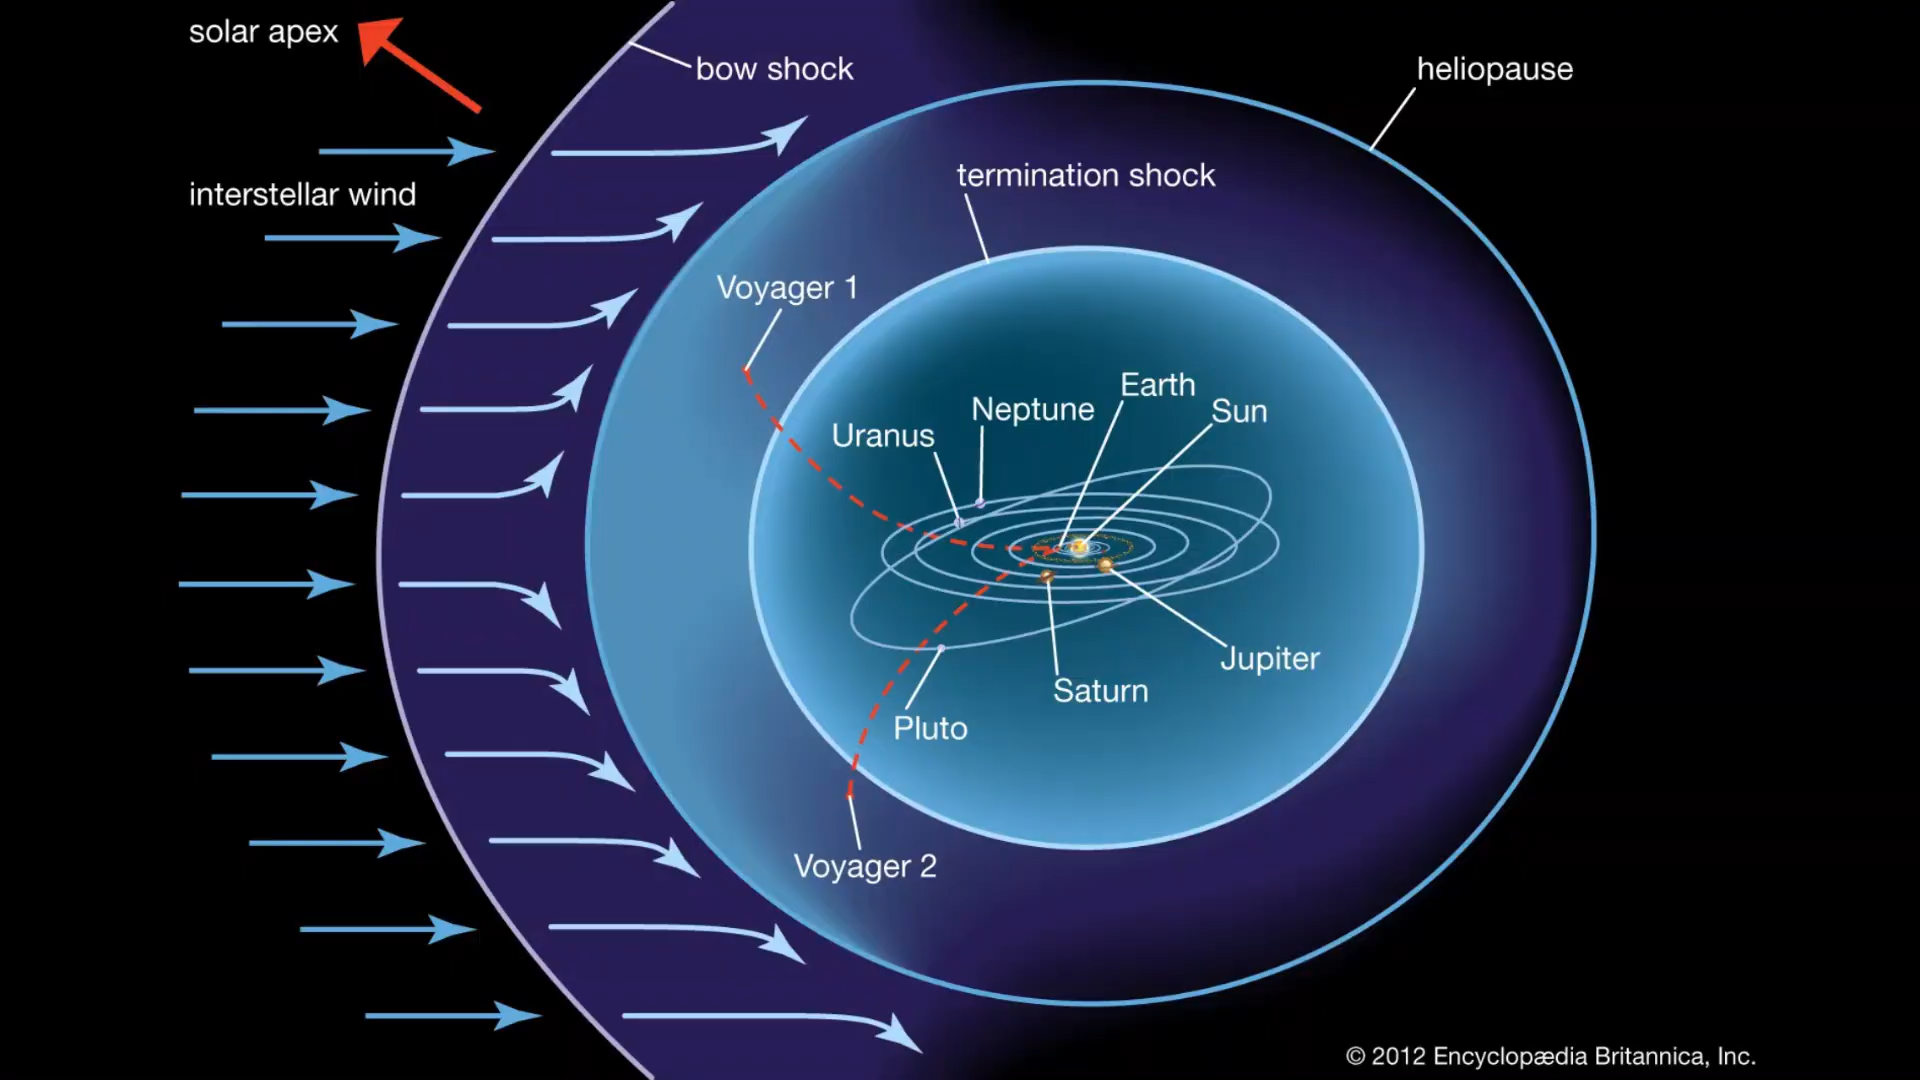 solar apex
bow shock
heliopause
termination shock
interstellar wind
Voyager 1
Earth
Neptune
Sun
Uranus
Jupiter
Saturn
Pluto
Voyager 2
© 2012 Encyclopædia Britannica, Inc.